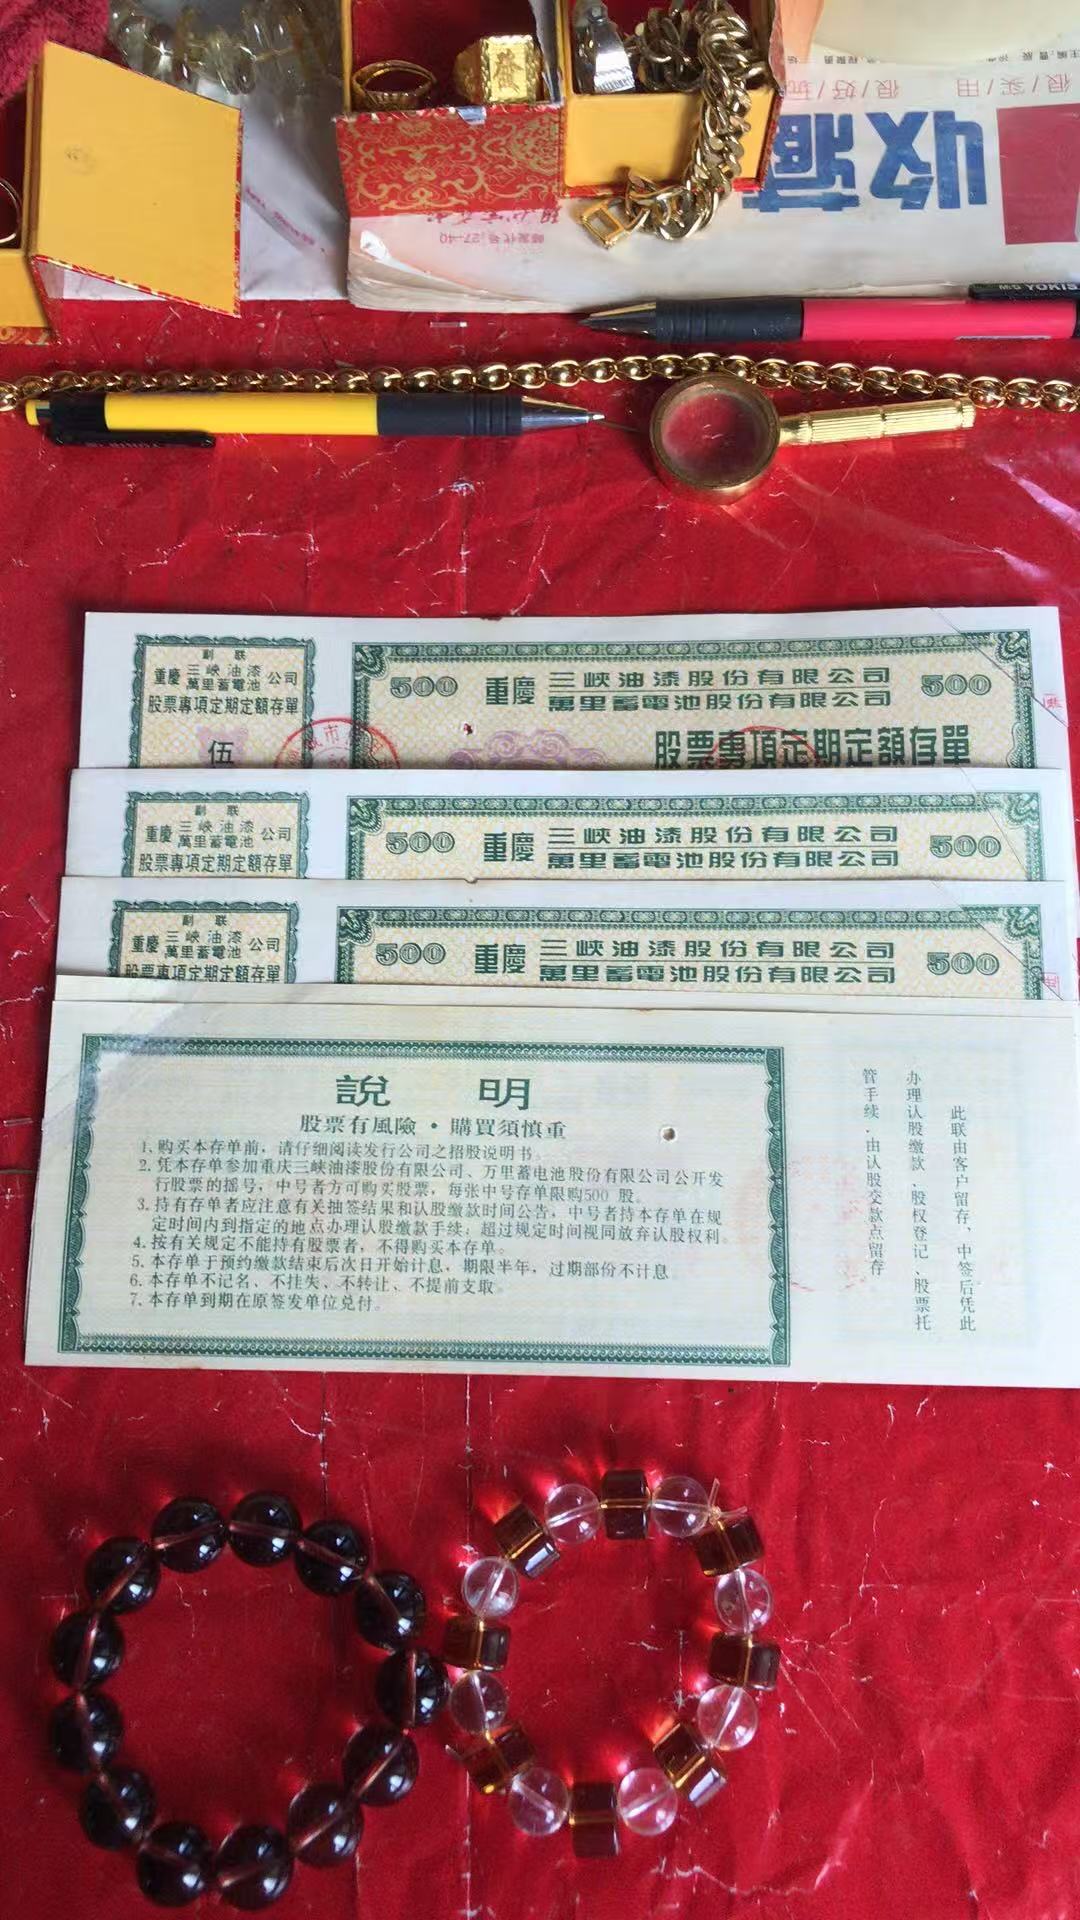 收藏
很/实/用 很/好/玩
邮发代号:27-40
M&G YOKIS
副 联
重慶 三峽油漆 萬里蓄電池 公司
股票專項定期定額存單
伍
500 重慶 三峽油漆股份有限公司 500
萬里蓄電池股份有限公司
股票專項定期定額存單
副 联
重慶 三峽油漆 萬里蓄電池 公司
股票專項定期定額存單
500 重慶 三峽油漆股份有限公司 500
萬里蓄電池股份有限公司
副 联
重慶 三峽油漆 萬里蓄電池 公司
股票專項定期定額存單
500 重慶 三峽油漆股份有限公司 500
萬里蓄電池股份有限公司
說 明
股票有風險·購買須慎重
1. 购买本存单前，请仔细阅读发行公司之招股说明书。
2. 凭本存单参加重庆三峡油漆股份有限公司、万里蓄电池股份有限公司公开发
行股票的摇号，中号者方可购买股票，每张中号存单限购500 股。
3. 持有存单者应注意有关抽签结果和认股缴款时间公告，中号者持本存单在规
定时间内到指定的地点办理认股缴款手续；超过规定时间视同放弃认股权利。
4. 按有关规定不能持有股票者，不得购买本存单。
5. 本存单于预约缴款结束后次日开始计息，期限半年，过期部份不计息
6. 本存单不记名、不挂失、不转让、不提前支取。
7. 本存单到期在原签发单位兑付。
此联由客户留存，中签后凭此
办理认股缴款、股权登记、股票托
管手续，由认股交款点留存